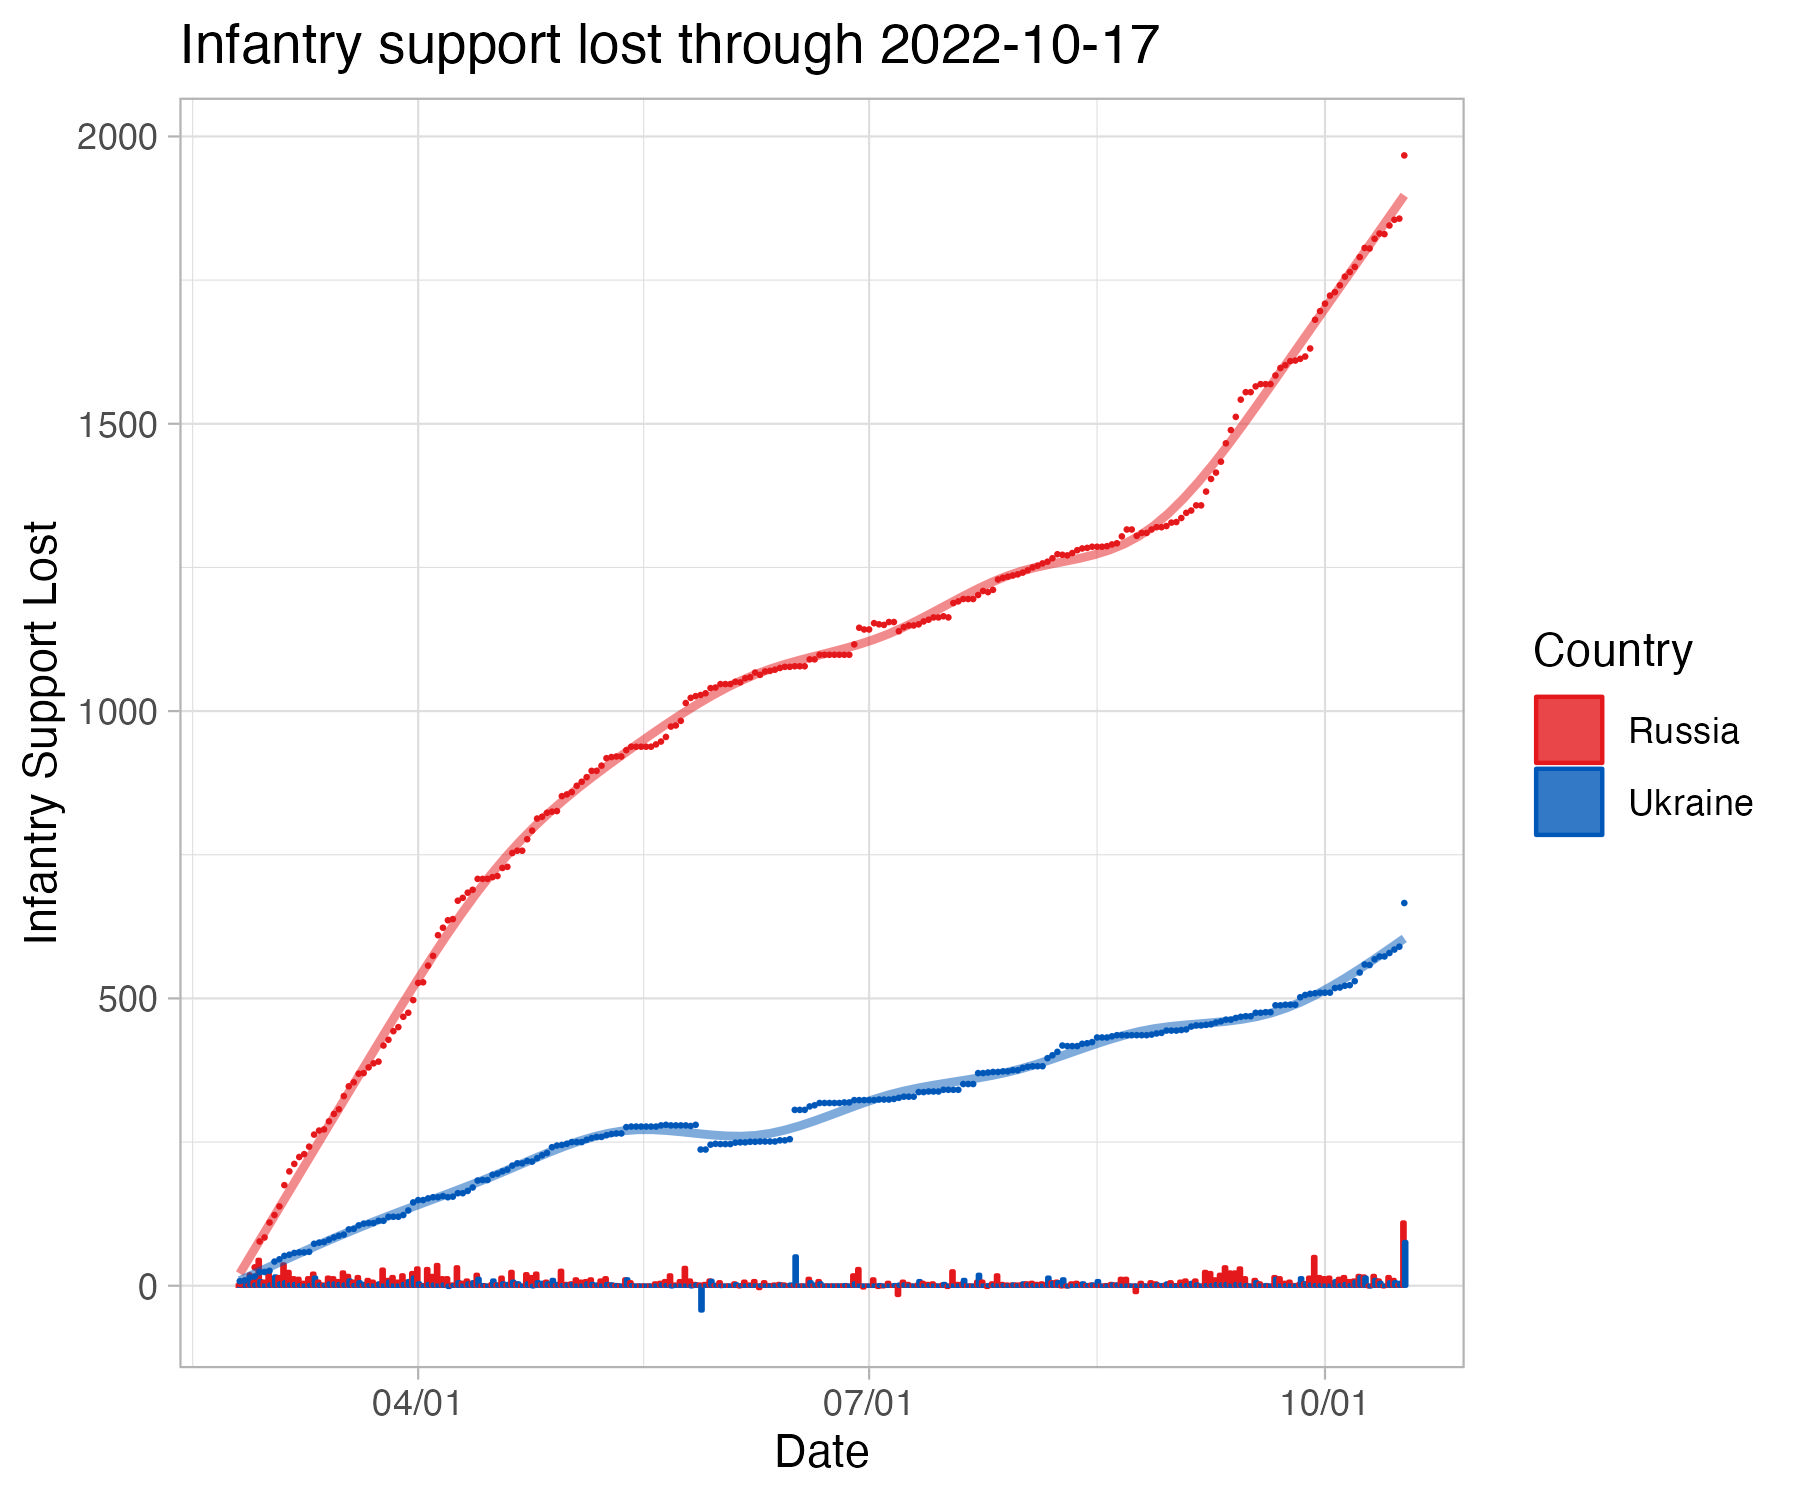 Infantry support lost through 2022-10-17
Infantry Support Lost
2000
1500
1000
500
0
04/01
07/01
10/01
Date
Country
Russia
Ukraine